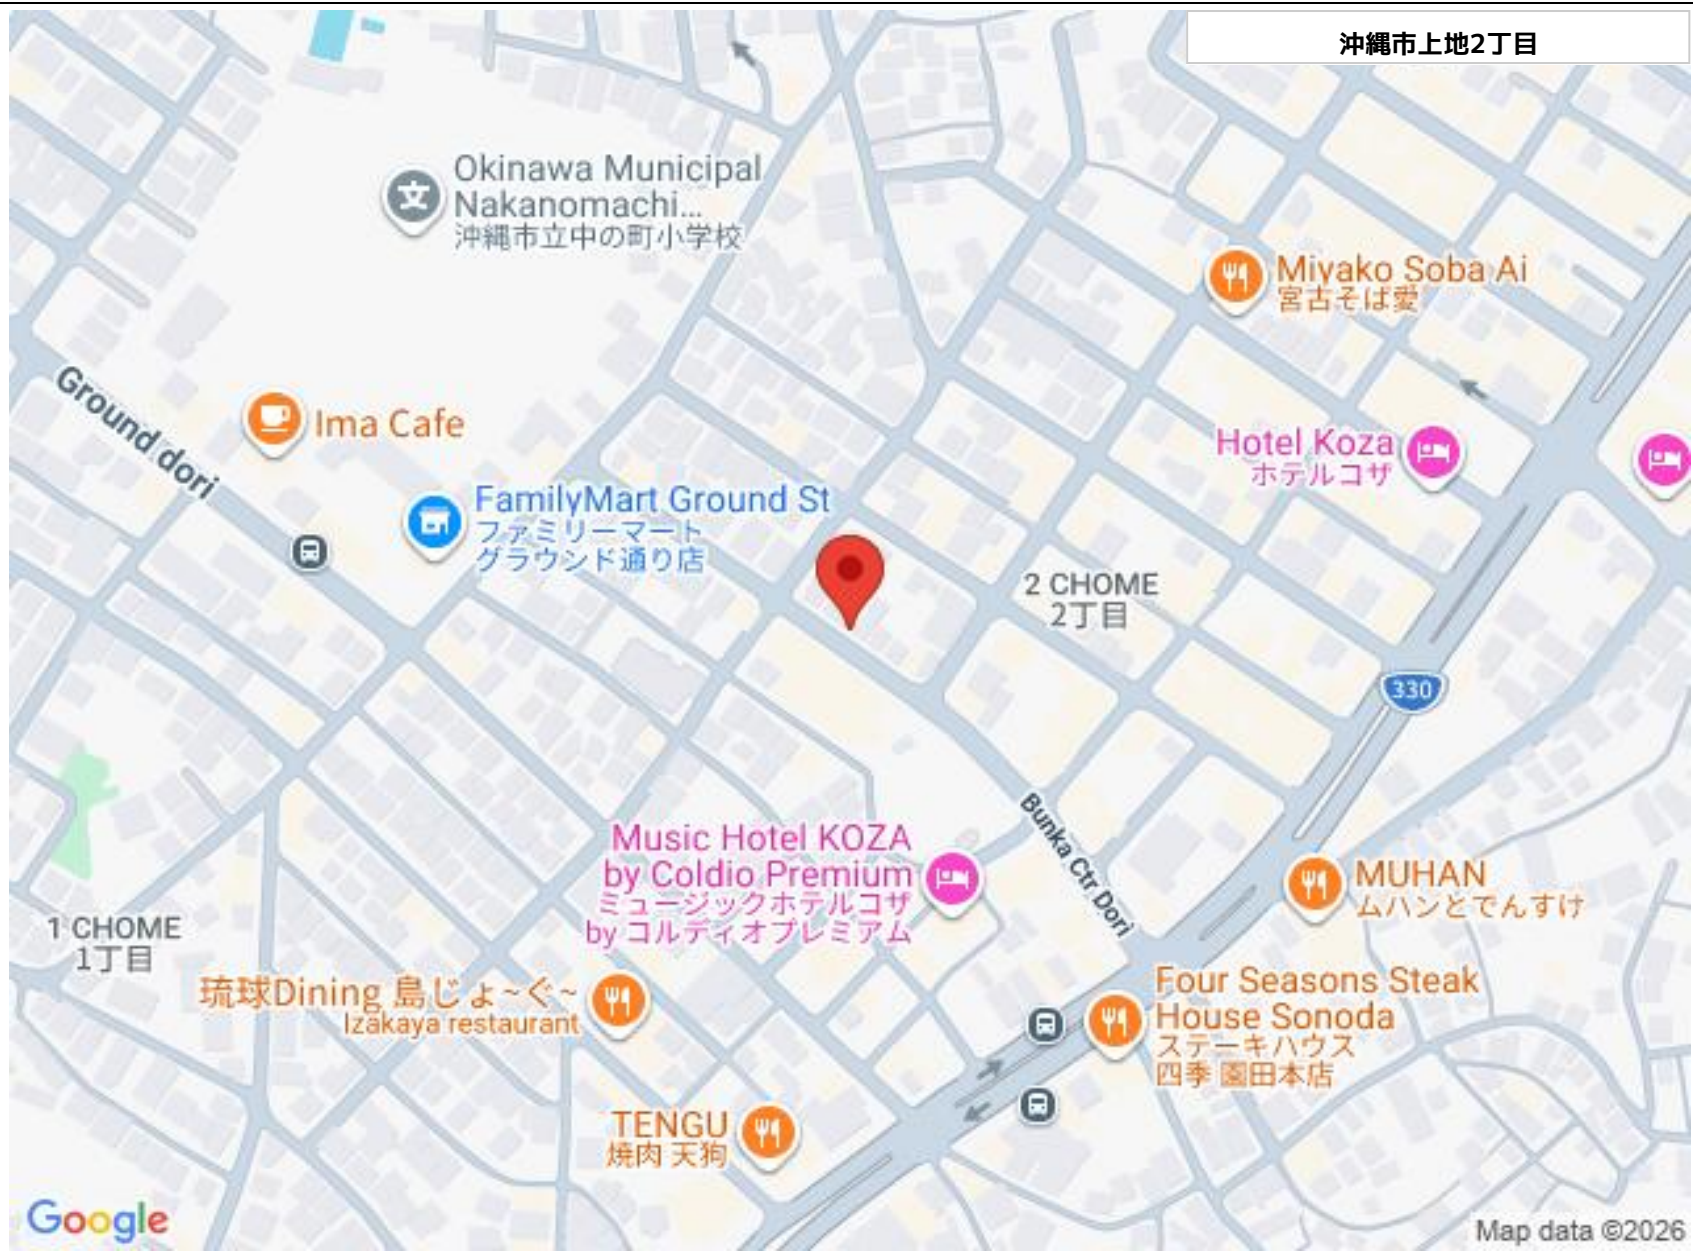 沖縄市上地2丁目
Okinawa Municipal
Nakanomachi...
沖縄市立中の町小学校
Miyako Soba Ai
宮古そば愛
Ground dori
Ima Cafe
Hotel Koza
ホテルコザ
FamilyMart Ground St
ファミリーマート
グラウンド通り店
2 CHOME
2丁目
330
Bunka Ctr Dori
Music Hotel KOZA
by Coldio Premium
ミュージックホテルコザ
by コルディオプレミアム
MUHAN
ムハンとでんすけ
1 CHOME
1丁目
琉球Dining 島じょ~ぐ~
Izakaya restaurant
Four Seasons Steak
House Sonoda
ステーキハウス
四季 園田本店
TENGU
焼肉 天狗
Google
Map data ©2026